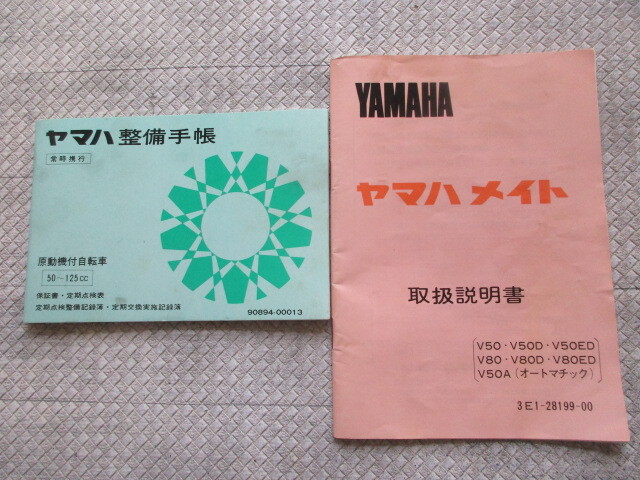 ヤマハ 整備手帳
常時携行
原動機付自転車
50〜125cc
保証書・定期点検表
定期点検整備記録簿・定期交換実施記録簿
90894-00013
YAMAHA
ヤマハ メイト
取扱説明書
V50・V50D・V50ED
V80・V80D・V80ED
V50A(オートマチック)
3E1-28199-00